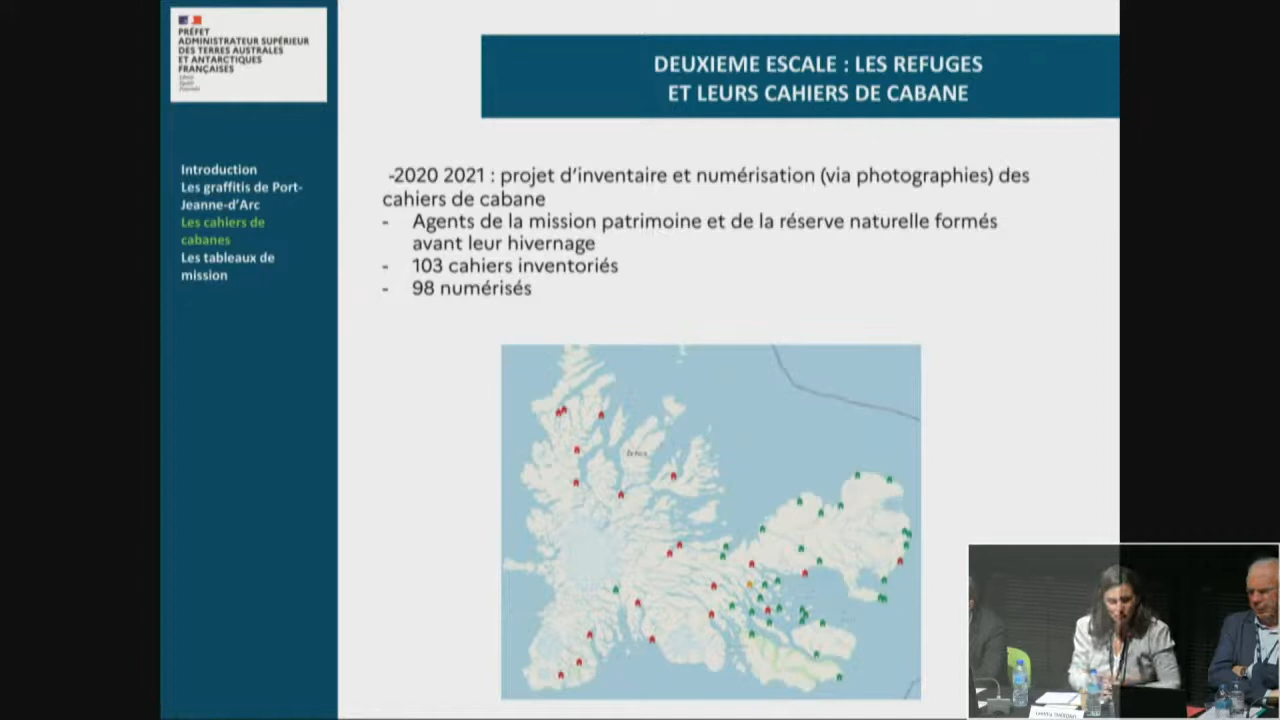 PRÉFET
ADMINISTRATEUR SUPÉRIEUR
DES TERRES AUSTRALES
ET ANTARCTIQUES
FRANÇAISES
Liberté
Égalité
Fraternité
DEUXIEME ESCALE : LES REFUGES
ET LEURS CAHIERS DE CABANE
Introduction
Les graffitis de Port-
Jeanne-d’Arc
Les cahiers de
cabanes
Les tableaux de
mission
-2020 2021 : projet d’inventaire et numérisation (via photographies) des
cahiers de cabane
- Agents de la mission patrimoine et de la réserve naturelle formés
avant leur hivernage
- 103 cahiers inventoriés
- 98 numérisés